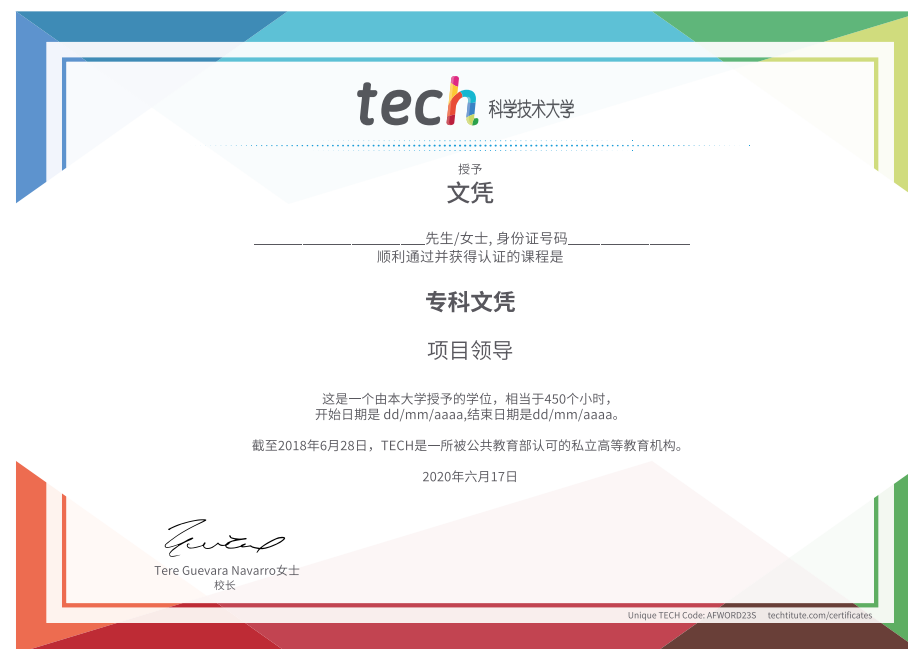 tech 科学技术大学
授予
文凭
______________________先生/女士, 身份证号码_______________
顺利通过并获得认证的课程是
专科文凭
项目领导
这是一个由本大学授予的学位，相当于450个小时，
开始日期是 dd/mm/aaaa,结束日期是dd/mm/aaaa。
截至2018年6月28日，TECH是一所被公共教育部认可的私立高等教育机构。
2020年六月17日
Tere Guevara Navarro女士
校长
Unique TECH Code: AFWORD23S techtitute.com/certificates